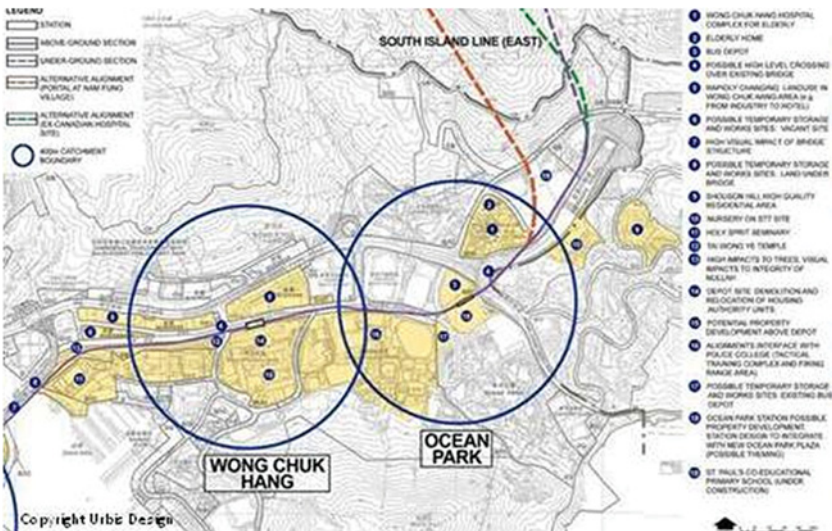 LEGEND
STATION
ABOVE-GROUND SECTION
UNDER-GROUND SECTION
ALTERNATIVE ALIGNMENT
(PORTAL AT NAM FUNG
VILLAGE)
ALTERNATIVE ALIGNMENT
(EX-CANADIAN HOSPITAL
SITE)
400m CATCHMENT
BOUNDARY
SOUTH ISLAND LINE (EAST)
WONG CHUK
HANG
OCEAN
PARK
Copyright Urbis Design
1 WONG CHUK HANG HOSPITAL
COMPLEX FOR ELDERLY
2 ELDERLY HOME
3 BUS DEPOT
4 POSSIBLE HIGH LEVEL CROSSING
OVER EXISTING BRIDGE
5 RAPIDLY CHANGING LANDUSE IN
WONG CHUK HANG AREA (e.g.
FROM INDUSTRY TO HOTEL)
6 POSSIBLE TEMPORARY STORAGE
AND WORKS SITES: VACANT SITE
7 HIGH VISUAL IMPACT OF BRIDGE
STRUCTURE
8 POSSIBLE TEMPORARY STORAGE
AND WORKS SITES: LAND UNDER
BRIDGE
9 SHOUSON HILL HIGH QUALITY
RESIDENTIAL AREA
10 NURSERY ON STT SITE
11 HOLY SPIRIT SEMINARY
12 TAI WONG YE TEMPLE
13 HIGH IMPACTS TO TREES, VISUAL
IMPACTS TO INTEGRITY OF
NULLAH
14 DEPOT SITE: DEMOLITION AND
RELOCATION OF HOUSING
AUTHORITY UNITS
15 POTENTIAL PROPERTY
DEVELOPMENT ABOVE DEPOT
16 ALIGNMENTS INTERFACE WITH
POLICE COLLEGE (TACTICAL
TRAINING COMPLEX AND FIRING
RANGE AREA)
17 POSSIBLE TEMPORARY STORAGE
AND WORKS SITES: EXISTING BUS
DEPOT
18 OCEAN PARK STATION POSSIBLE
PROPERTY DEVELOPMENT
STATION DESIGN TO INTEGRATE
WITH NEW OCEAN PARK PLAZA
(POSSIBLE THEMING)
19 ST PAUL'S CO-EDUCATIONAL
PRIMARY SCHOOL (UNDER
CONSTRUCTION)